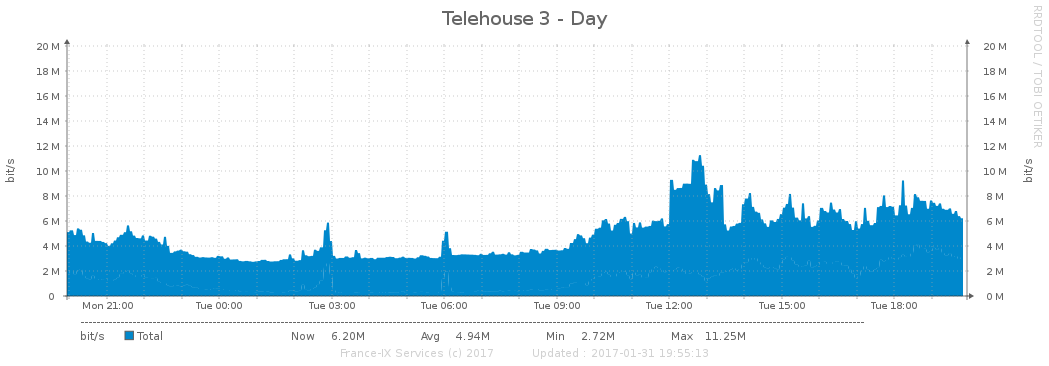 Telehouse 3 - Day
RRDTOOL / TOBI OETIKER
bit/s
bit/s
20 M 20 M
18 M 18 M
16 M 16 M
14 M 14 M
12 M 12 M
10 M 10 M
8 M 8 M
6 M 6 M
4 M 4 M
2 M 2 M
0 0 M
Mon 21:00 Tue 00:00 Tue 03:00 Tue 06:00 Tue 09:00 Tue 12:00 Tue 15:00 Tue 18:00
bit/s Total Now 6.20M Avg 4.94M Min 2.72M Max 11.25M
France-IX Services (c) 2017 Updated : 2017-01-31 19:55:13